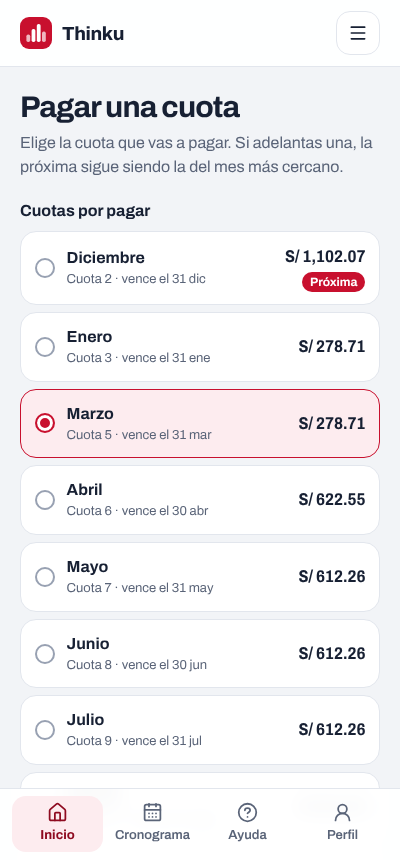 Thinku
Pagar una cuota
Elige la cuota que vas a pagar. Si adelantas una, la
próxima sigue siendo la del mes más cercano.
Cuotas por pagar
Diciembre
S/ 1,102.07
Cuota 2 · vence el 31 dic
Próxima
Enero
S/ 278.71
Cuota 3 · vence el 31 ene
Marzo
S/ 278.71
Cuota 5 · vence el 31 mar
Abril
S/ 622.55
Cuota 6 · vence el 30 abr
Mayo
S/ 612.26
Cuota 7 · vence el 31 may
Junio
S/ 612.26
Cuota 8 · vence el 30 jun
Julio
S/ 612.26
Cuota 9 · vence el 31 jul
Inicio
Cronograma
Ayuda
Perfil